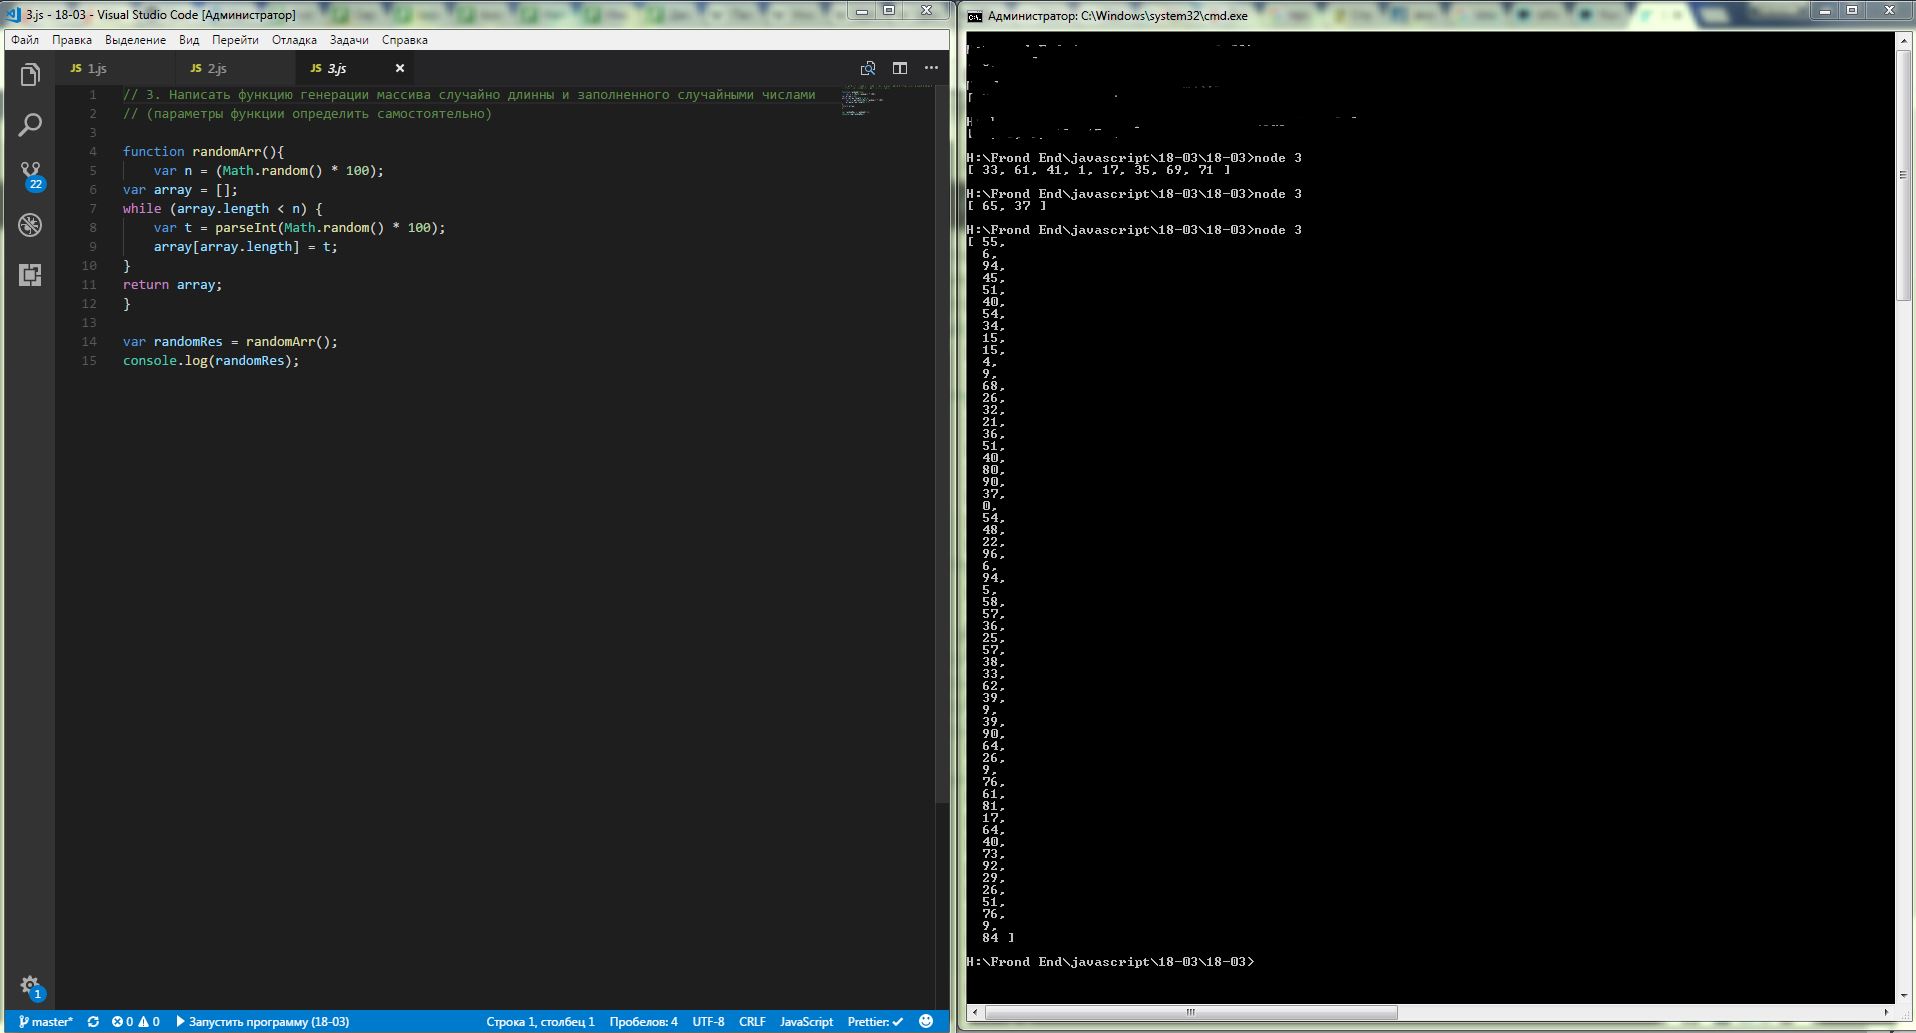 3.js - 18-03 - Visual Studio Code [Администратор]
Файл Правка Выделение Вид Перейти Отладка Задачи Справка
JS 1.js JS 2.js JS 3.js
1 // 3. Написать функцию генерации массива случайно длинны и заполненного случайными числами
2 // (параметры функции определить самостоятельно)
3
4 function randomArr(){
5 var n = (Math.random() * 100);
6 var array = [];
7 while (array.length < n) {
8 var t = parseInt(Math.random() * 100);
9 array[array.length] = t;
10 }
11 return array;
12 }
13
14 var randomRes = randomArr();
15 console.log(randomRes);
22
1
master* 0 0 Запустить программу (18-03) Строка 1, столбец 1 Пробелов: 4 UTF-8 CRLF JavaScript Prettier: ✓
Администратор: C:\Windows\system32\cmd.exe
H:\Frond End\javascript\18-03\18-03>node 3
[ 33, 61, 41, 1, 17, 35, 69, 71 ]
H:\Frond End\javascript\18-03\18-03>node 3
[ 65, 37 ]
H:\Frond End\javascript\18-03\18-03>node 3
[ 55,
6,
94,
45,
51,
40,
54,
34,
15,
15,
4,
9,
68,
26,
32,
21,
36,
51,
40,
80,
90,
37,
0,
54,
48,
22,
96,
6,
94,
5,
58,
57,
36,
25,
57,
38,
33,
62,
39,
9,
39,
90,
64,
26,
9,
76,
61,
81,
17,
64,
40,
73,
92,
29,
26,
51,
76,
9,
84 ]
H:\Frond End\javascript\18-03\18-03>